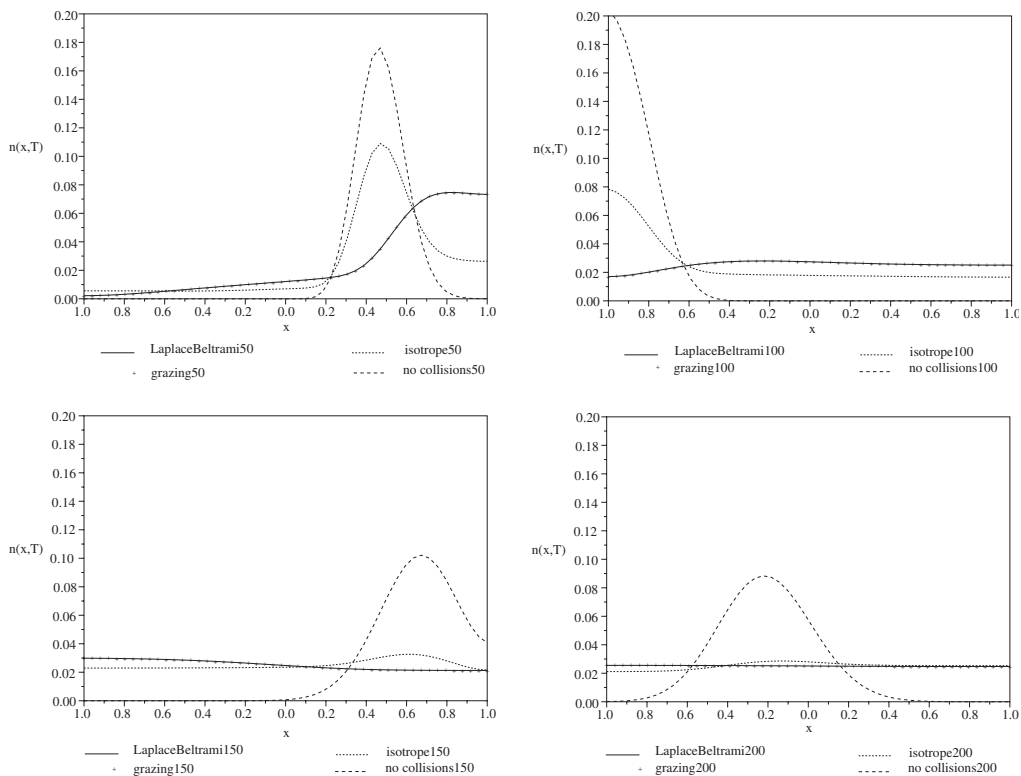 0.20
0.18
0.16
0.14
0.12
n(x,T)
0.10
0.08
0.06
0.04
0.02
0.00
1.0 0.8 0.6 0.4 0.2 0.0 0.2 0.4 0.6 0.8 1.0
x
LaplaceBeltrami50
isotrope50
grazing50
no collisions50
0.20
0.18
0.16
0.14
0.12
n(x,T)
0.10
0.08
0.06
0.04
0.02
0.00
1.0 0.8 0.6 0.4 0.2 0.0 0.2 0.4 0.6 0.8 1.0
x
LaplaceBeltrami100
isotrope100
grazing100
no collisions100
0.20
0.18
0.16
0.14
0.12
n(x,T)
0.10
0.08
0.06
0.04
0.02
0.00
1.0 0.8 0.6 0.4 0.2 0.0 0.2 0.4 0.6 0.8 1.0
x
LaplaceBeltrami150
isotrope150
grazing150
no collisions150
0.20
0.18
0.16
0.14
0.12
n(x,T)
0.10
0.08
0.06
0.04
0.02
0.00
1.0 0.8 0.6 0.4 0.2 0.0 0.2 0.4 0.6 0.8 1.0
x
LaplaceBeltrami200
isotrope200
grazing200
no collisions200